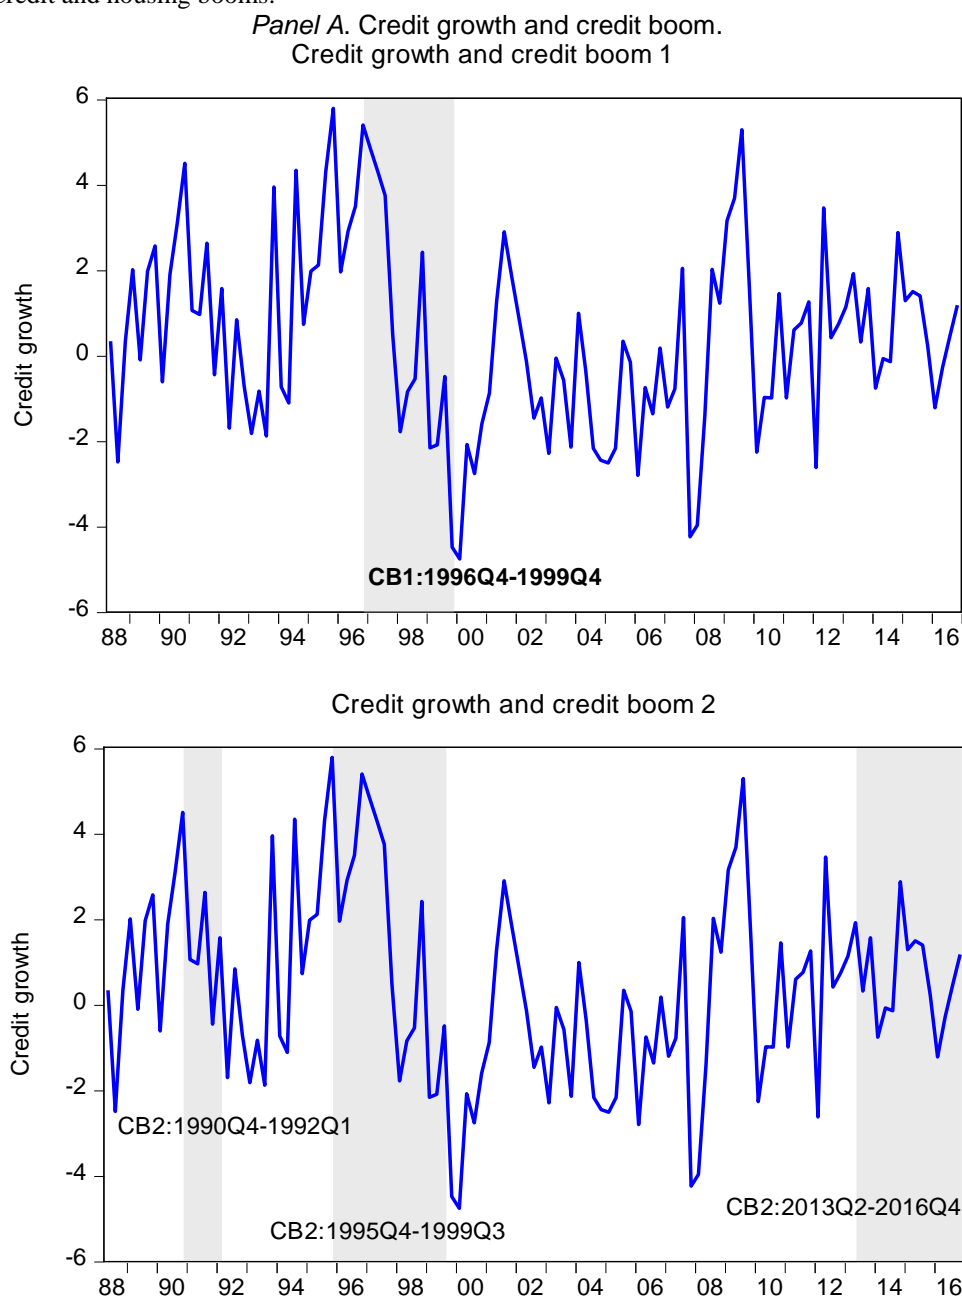 Credit and housing booms.
Panel A. Credit growth and credit boom.
Credit growth and credit boom 1
6
4
2
0
-2
-4
-6
Credit growth
CB1:1996Q4-1999Q4
88 90 92 94 96 98 00 02 04 06 08 10 12 14 16
Credit growth and credit boom 2
6
4
2
0
-2
-4
-6
Credit growth
CB2:1990Q4-1992Q1
CB2:2013Q2-2016Q4
CB2:1995Q4-1999Q3
88 90 92 94 96 98 00 02 04 06 08 10 12 14 16